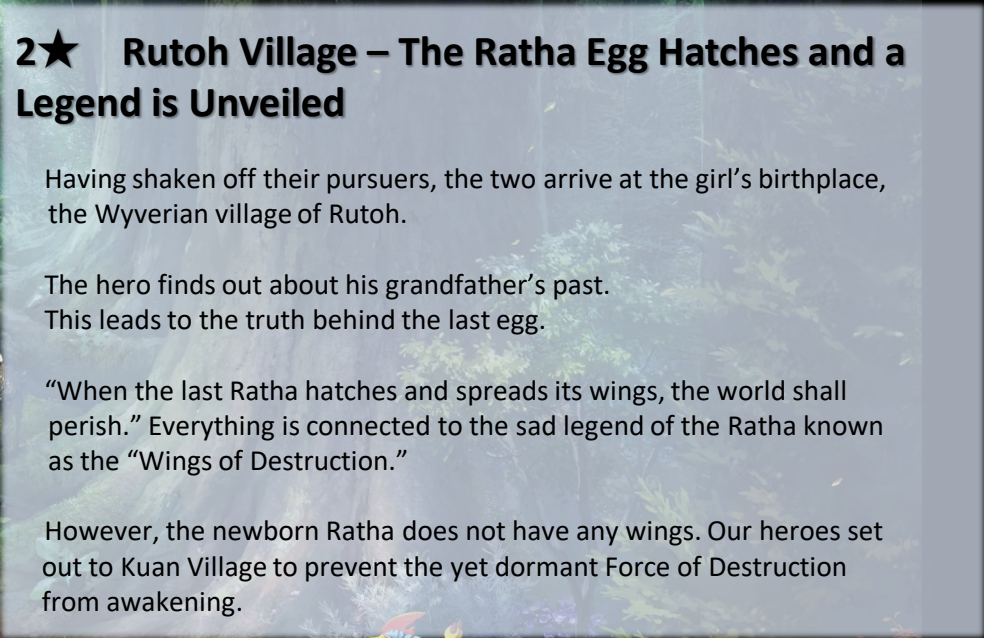 2★ Rutoh Village – The Ratha Egg Hatches and a
Legend is Unveiled
Having shaken off their pursuers, the two arrive at the girl’s birthplace,
the Wyverian village of Rutoh.
The hero finds out about his grandfather’s past.
This leads to the truth behind the last egg.
“When the last Ratha hatches and spreads its wings, the world shall
perish.” Everything is connected to the sad legend of the Ratha known
as the “Wings of Destruction.”
However, the newborn Ratha does not have any wings. Our heroes set
out to Kuan Village to prevent the yet dormant Force of Destruction
from awakening.